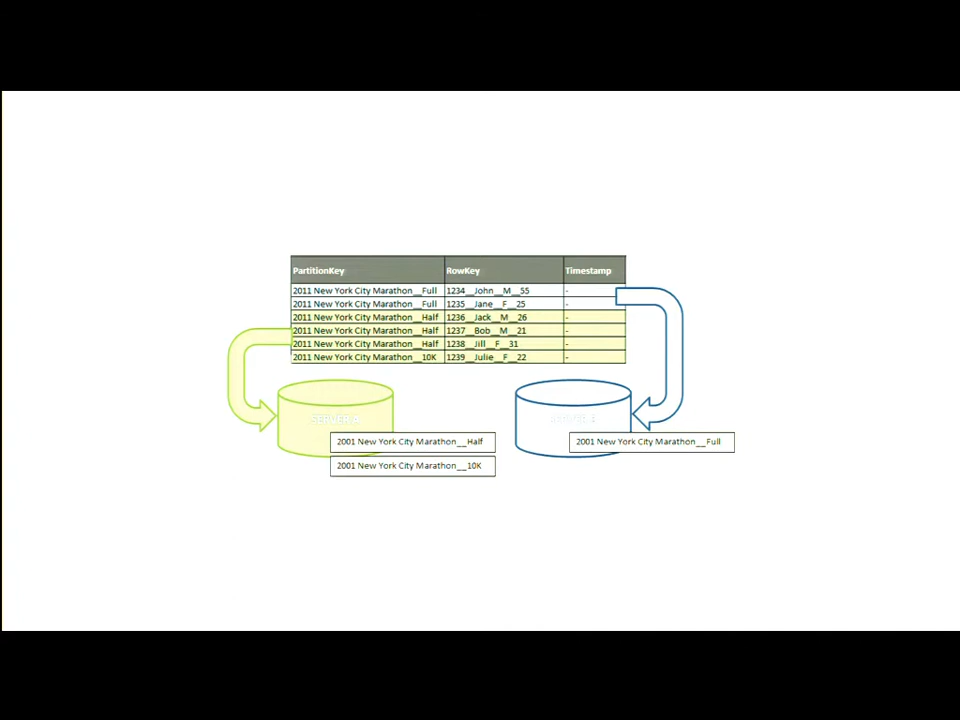 PartitionKey RowKey Timestamp
2011 New York City Marathon__Full 1234__John__M__55 -
2011 New York City Marathon__Full 1235__Jane__F__25 -
2011 New York City Marathon__Half 1236__Jack__M__26 -
2011 New York City Marathon__Half 1237__Bob__M__21 -
2011 New York City Marathon__Half 1238__Jill__F__31 -
2011 New York City Marathon__10K 1239__Julie__F__22 -
SERVER A
2001 New York City Marathon__Half
2001 New York City Marathon__10K
2001 New York City Marathon__Full